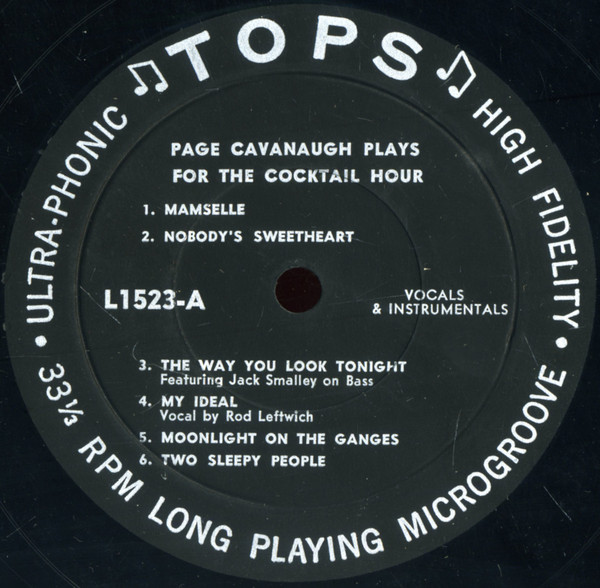 ♫ TOPS ♫
ULTRA-PHONIC
HIGH FIDELITY
PAGE CAVANAUGH PLAYS
FOR THE COCKTAIL HOUR
1. MAMSELLE
2. NOBODY'S SWEETHEART
L1523-A
VOCALS
& INSTRUMENTALS
3. THE WAY YOU LOOK TONIGHT
Featuring Jack Smalley on Bass
4. MY IDEAL
Vocal by Rod Leftwich
5. MOONLIGHT ON THE GANGES
6. TWO SLEEPY PEOPLE
• 33⅓ RPM LONG PLAYING MICROGROOVE •